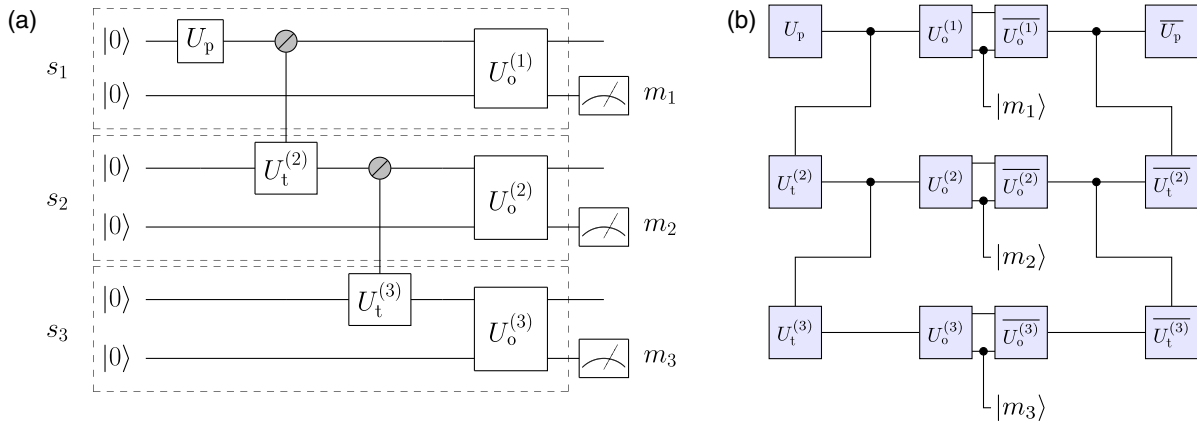 (a)
|0⟩ U_p
s_1
|0⟩ U_o^{(1)} m_1
|0⟩ U_t^{(2)}
s_2
|0⟩ U_o^{(2)} m_2
|0⟩ U_t^{(3)}
s_3
|0⟩ U_o^{(3)} m_3
(b)
U_p U_o^{(1)} \overline{U_o^{(1)}} \overline{U_p}
|m_1⟩
U_t^{(2)} U_o^{(2)} \overline{U_o^{(2)}} \overline{U_t^{(2)}}
|m_2⟩
U_t^{(3)} U_o^{(3)} \overline{U_o^{(3)}} \overline{U_t^{(3)}}
|m_3⟩